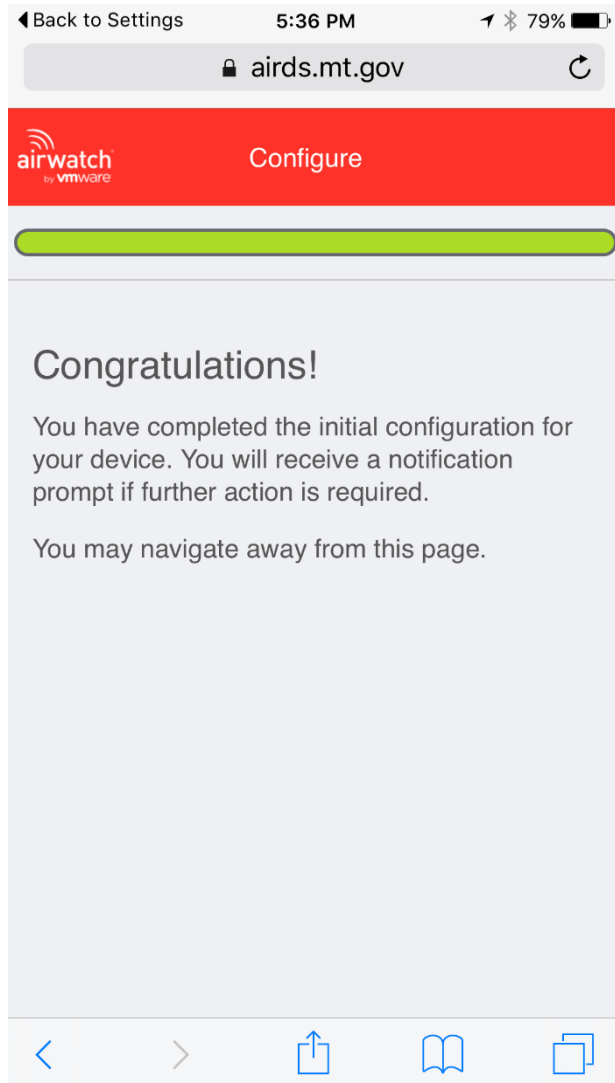 Back to Settings 5:36 PM 79%
airds.mt.gov
airwatch
by vmware
Configure
Congratulations!
You have completed the initial configuration for
your device. You will receive a notification
prompt if further action is required.
You may navigate away from this page.